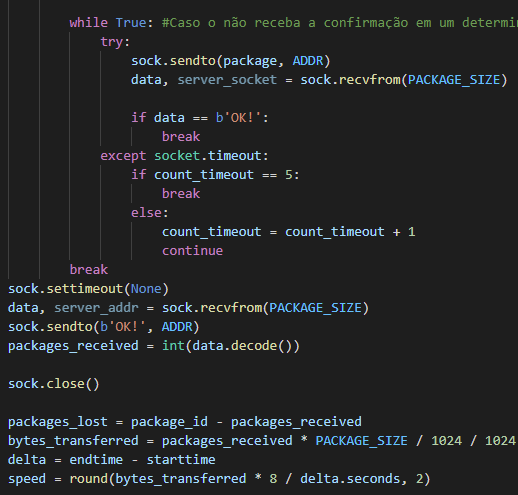 while True: #Caso o não receba a confirmação em um determin
try:
sock.sendto(package, ADDR)
data, server_socket = sock.recvfrom(PACKAGE_SIZE)
if data == b'OK!':
break
except socket.timeout:
if count_timeout == 5:
break
else:
count_timeout = count_timeout + 1
continue
break
sock.settimeout(None)
data, server_addr = sock.recvfrom(PACKAGE_SIZE)
sock.sendto(b'OK!', ADDR)
packages_received = int(data.decode())
sock.close()
packages_lost = package_id - packages_received
bytes_transferred = packages_received * PACKAGE_SIZE / 1024 / 1024
delta = endtime - starttime
speed = round(bytes_transferred * 8 / delta.seconds, 2)